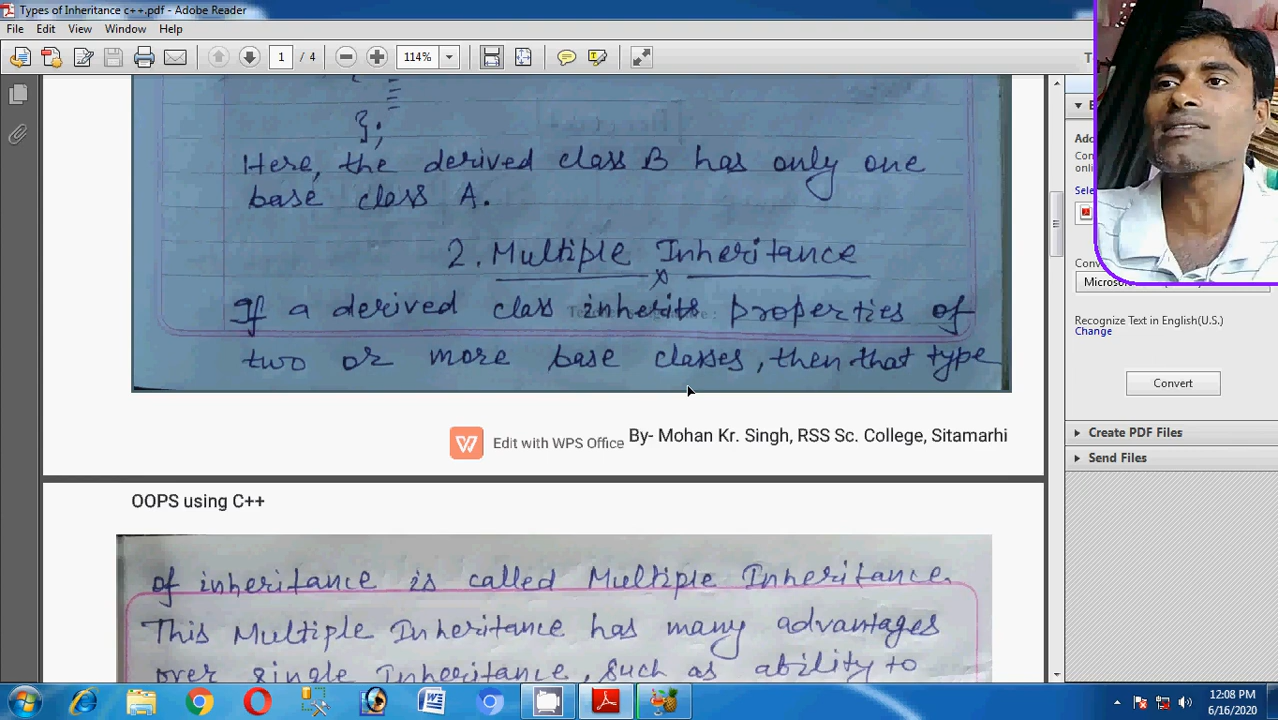 Types of Inheritance c++.pdf - Adobe Reader
File Edit View Window Help
1 / 4 114%
};
Here, the derived class B has only one
base class A.
2. Multiple Inheritance
If a derived class inherits properties of
two or more base classes, then that type
Edit with WPS Office By- Mohan Kr. Singh, RSS Sc. College, Sitamarhi
OOPS using C++
of inheritance is called Multiple Inheritance.
This Multiple Inheritance has many advantages
over single Inheritance, such as ability to
Recognize Text in English(U.S.)
Change
Convert
Create PDF Files
Send Files
12:08 PM
6/16/2020